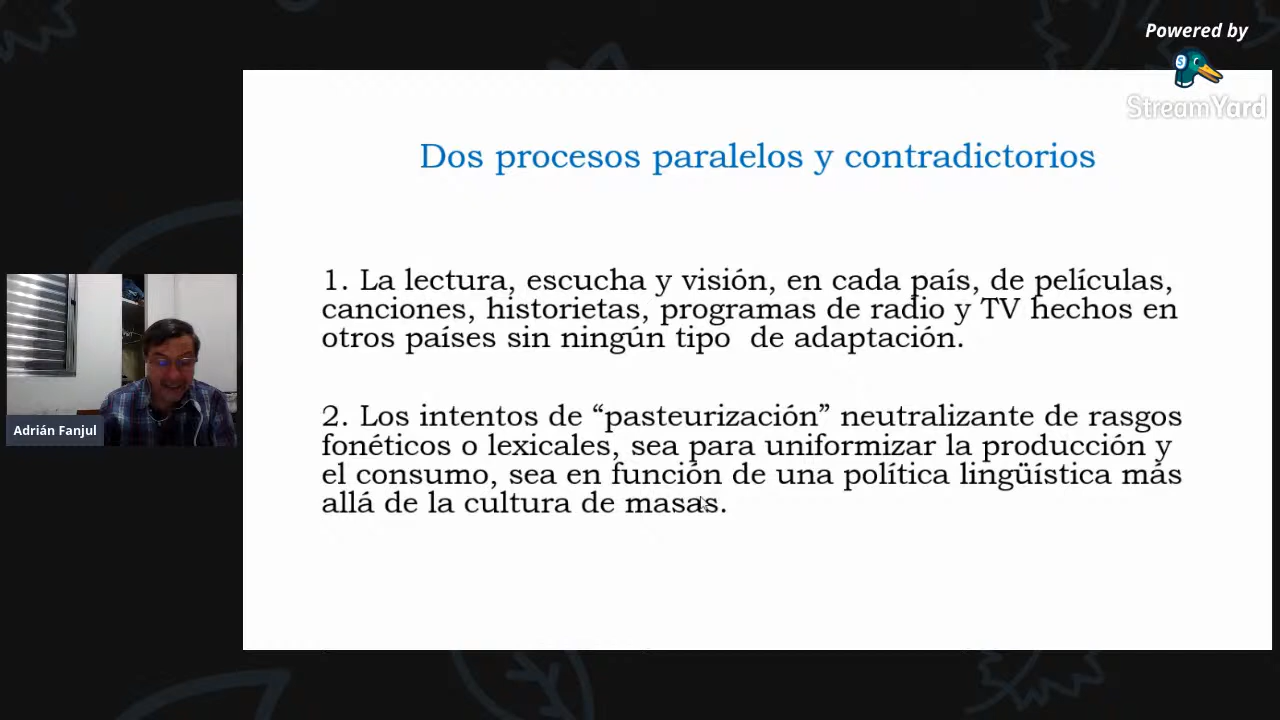 Powered by
StreamYard
Dos procesos paralelos y contradictorios
1. La lectura, escucha y visión, en cada país, de películas,
canciones, historietas, programas de radio y TV hechos en
otros países sin ningún tipo  de adaptación.
2. Los intentos de “pasteurización” neutralizante de rasgos
fonéticos o lexicales, sea para uniformizar la producción y
el consumo, sea en función de una política lingüística más
allá de la cultura de masas.
Adrián Fanjul